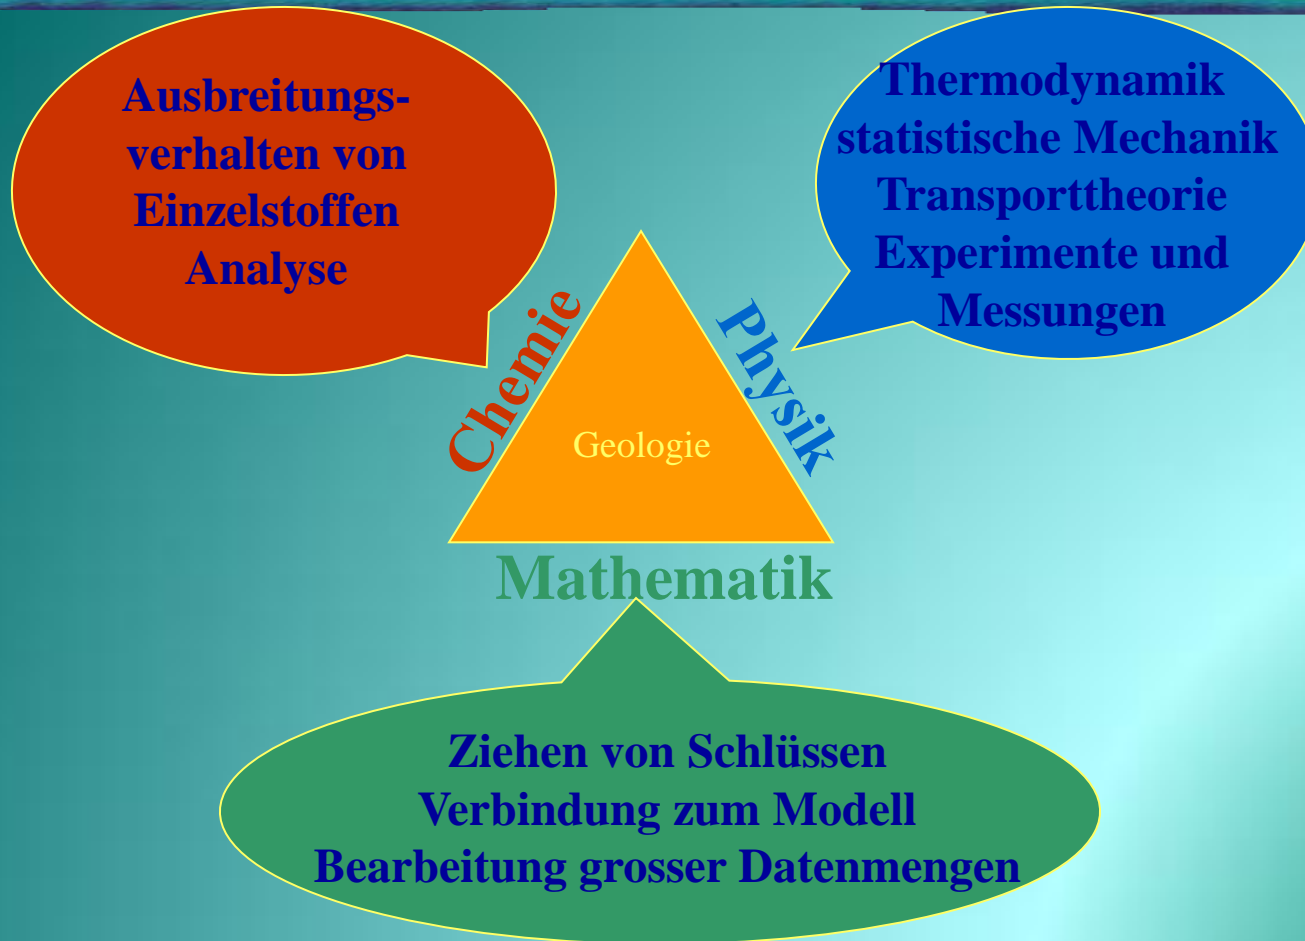 Ausbreitungs-
verhalten von
Einzelstoffen
Analyse
Thermodynamik
statistische Mechanik
Transporttheorie
Experimente und
Messungen
Chemie
Physik
Geologie
Mathematik
Ziehen von Schlüssen
Verbindung zum Modell
Bearbeitung grosser Datenmengen